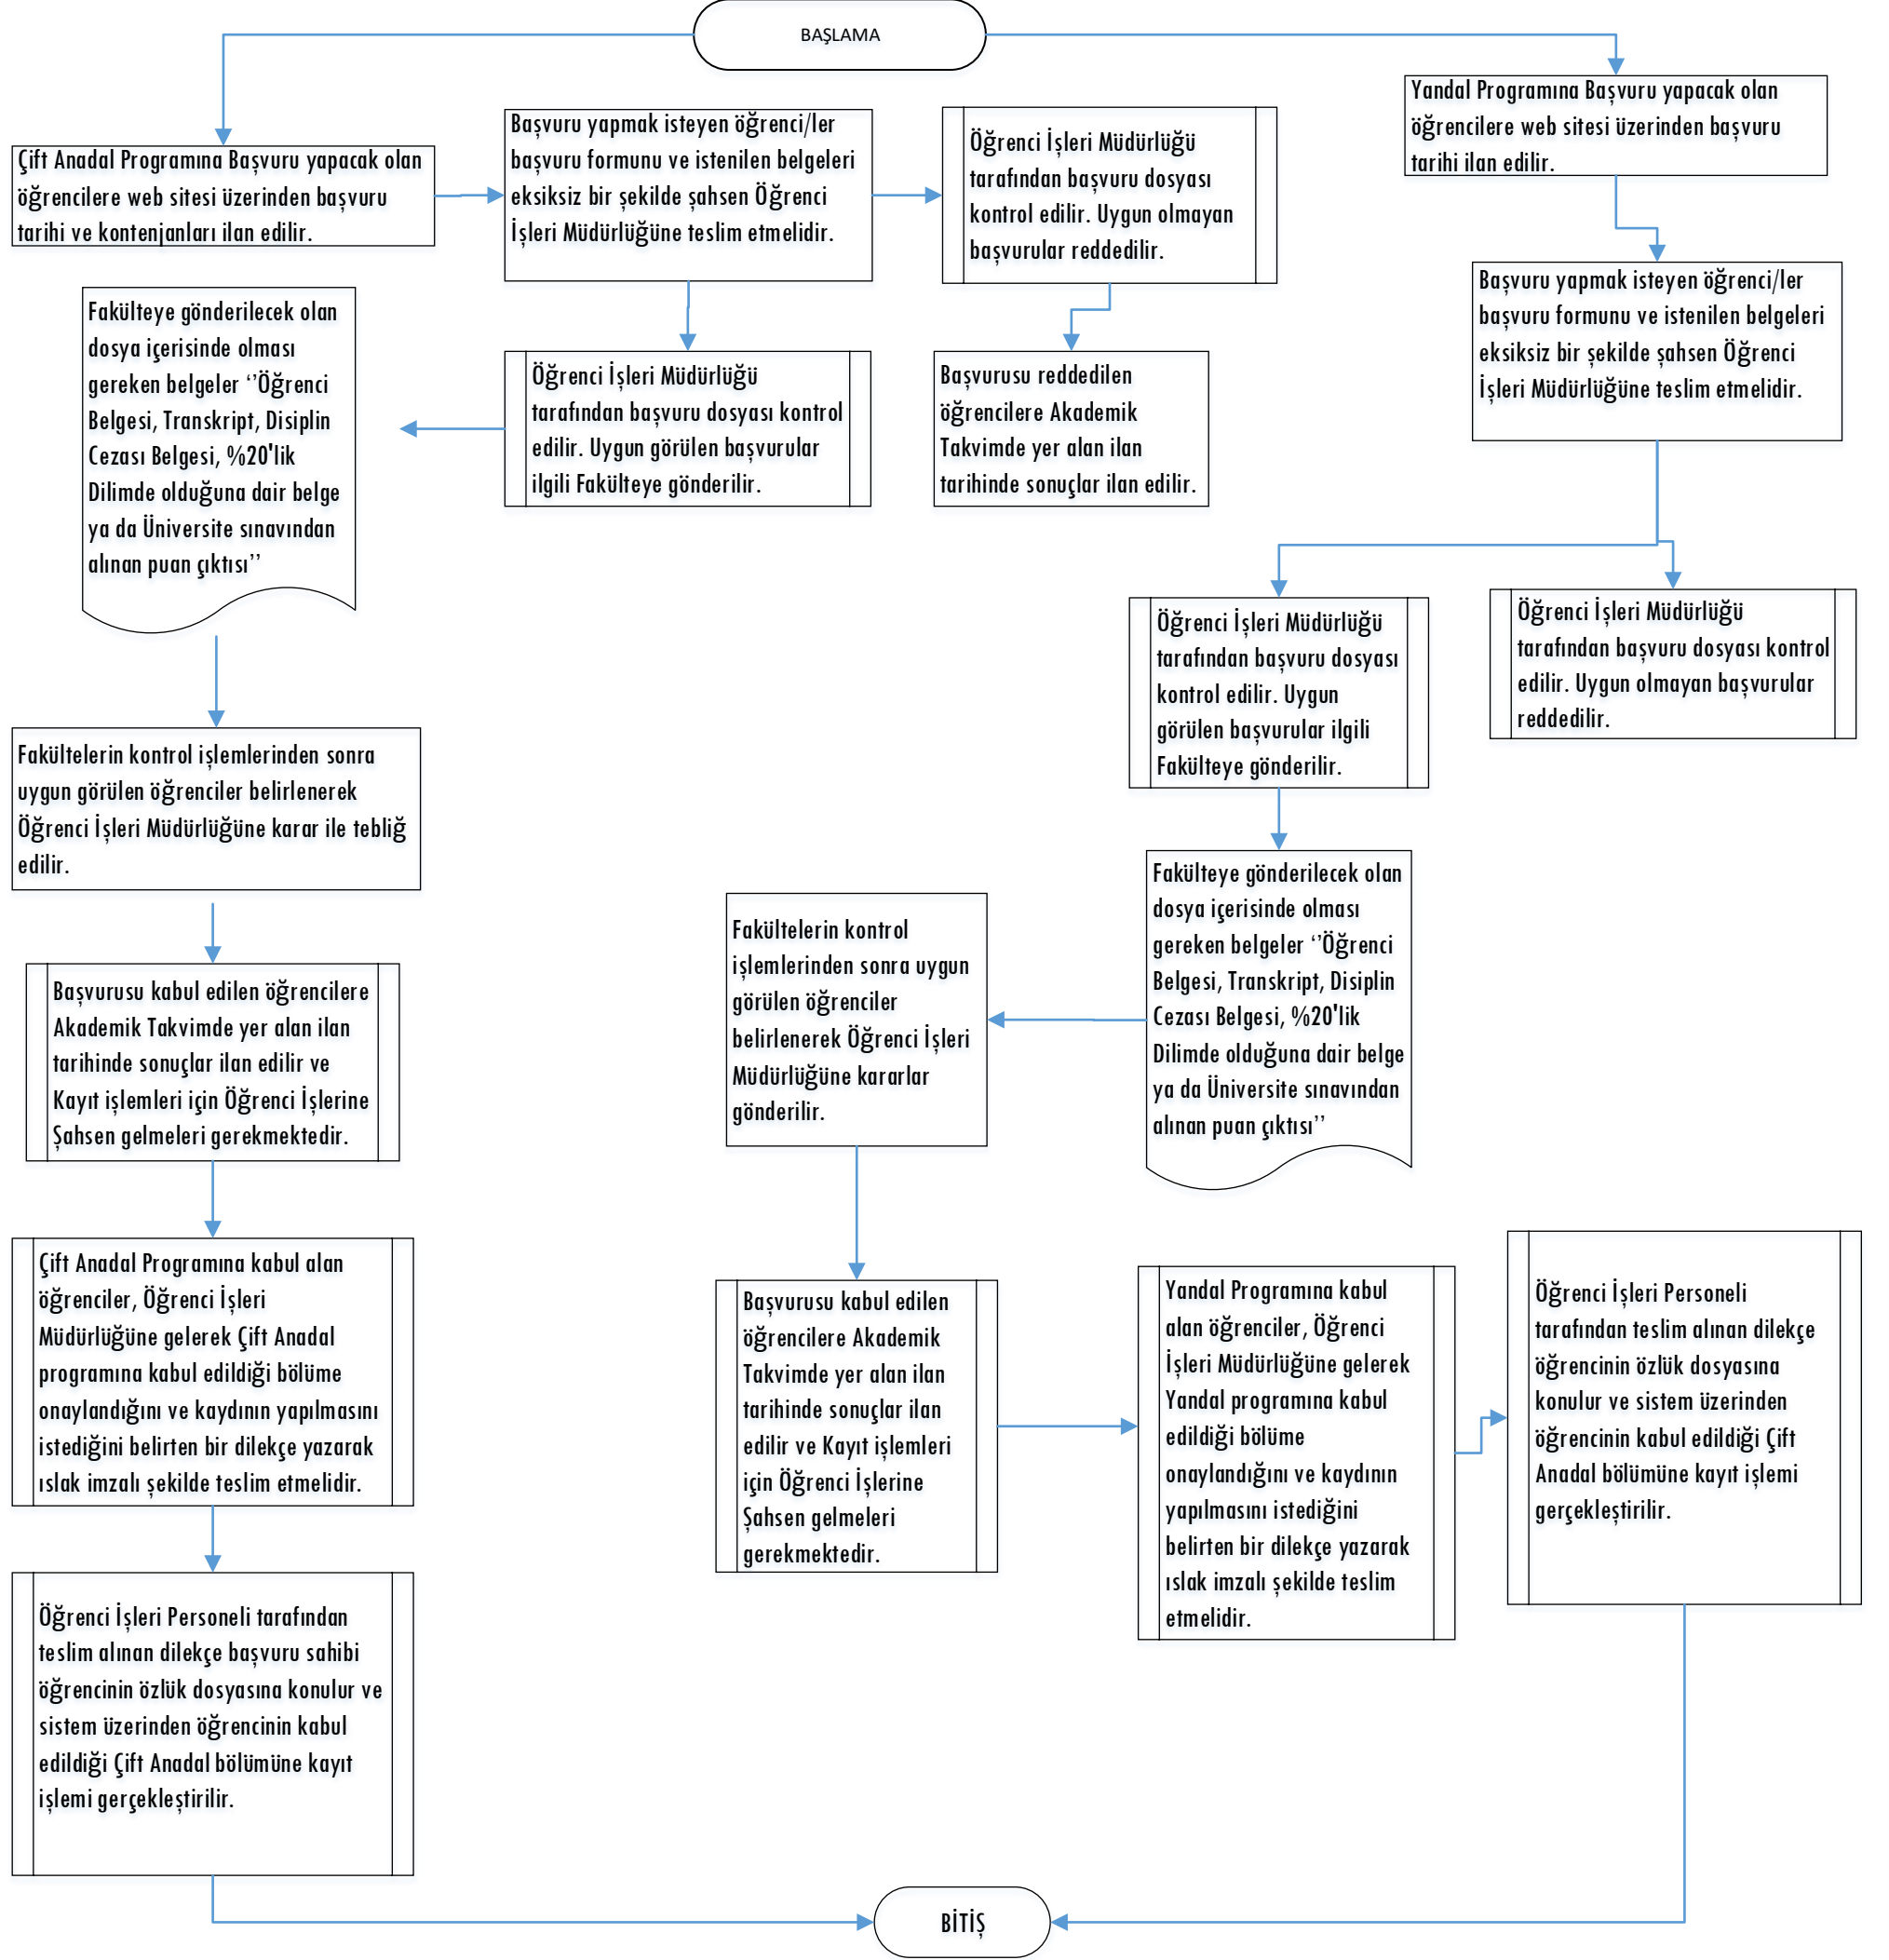 BAŞLAMA
Çift Anadal Programına Başvuru yapacak olan
öğrencilere web sitesi üzerinden başvuru
tarihi ve kontenjanları ilan edilir.
Başvuru yapmak isteyen öğrenci/ler
başvuru formunu ve istenilen belgeleri
eksiksiz bir şekilde şahsen Öğrenci
İşleri Müdürlüğüne teslim etmelidir.
Öğrenci İşleri Müdürlüğü
tarafından başvuru dosyası
kontrol edilir. Uygun olmayan
başvurular reddedilir.
Yandal Programına Başvuru yapacak olan
öğrencilere web sitesi üzerinden başvuru
tarihi ilan edilir.
Başvuru yapmak isteyen öğrenci/ler
başvuru formunu ve istenilen belgeleri
eksiksiz bir şekilde şahsen Öğrenci
İşleri Müdürlüğüne teslim etmelidir.
Fakülteye gönderilecek olan
dosya içerisinde olması
gereken belgeler ‘’Öğrenci
Belgesi, Transkript, Disiplin
Cezası Belgesi, %20'lik
Dilimde olduğuna dair belge
ya da Üniversite sınavından
alınan puan çıktısı’’
Öğrenci İşleri Müdürlüğü
tarafından başvuru dosyası kontrol
edilir. Uygun görülen başvurular
ilgili Fakülteye gönderilir.
Başvurusu reddedilen
öğrencilere Akademik
Takvimde yer alan ilan
tarihinde sonuçlar ilan edilir.
Öğrenci İşleri Müdürlüğü
tarafından başvuru dosyası
kontrol edilir. Uygun
görülen başvurular ilgili
Fakülteye gönderilir.
Öğrenci İşleri Müdürlüğü
tarafından başvuru dosyası kontrol
edilir. Uygun olmayan başvurular
reddedilir.
Fakültelerin kontrol işlemlerinden sonra
uygun görülen öğrenciler belirlenerek
Öğrenci İşleri Müdürlüğüne karar ile tebliğ
edilir.
Fakültelerin kontrol
işlemlerinden sonra uygun
görülen öğrenciler
belirlenerek Öğrenci İşleri
Müdürlüğüne kararlar
gönderilir.
Fakülteye gönderilecek olan
dosya içerisinde olması
gereken belgeler ‘’Öğrenci
Belgesi, Transkript, Disiplin
Cezası Belgesi, %20'lik
Dilimde olduğuna dair belge
ya da Üniversite sınavından
alınan puan çıktısı’’
Başvurusu kabul edilen öğrencilere
Akademik Takvimde yer alan ilan
tarihinde sonuçlar ilan edilir ve
Kayıt işlemleri için Öğrenci İşlerine
Şahsen gelmeleri gerekmektedir.
Çift Anadal Programına kabul alan
öğrenciler, Öğrenci İşleri
Müdürlüğüne gelerek Çift Anadal
programına kabul edildiği bölüme
onaylandığını ve kaydının yapılmasını
istediğini belirten bir dilekçe yazarak
ıslak imzalı şekilde teslim etmelidir.
Başvurusu kabul edilen
öğrencilere Akademik
Takvimde yer alan ilan
tarihinde sonuçlar ilan
edilir ve Kayıt işlemleri
için Öğrenci İşlerine
Şahsen gelmeleri
gerekmektedir.
Yandal Programına kabul
alan öğrenciler, Öğrenci
İşleri Müdürlüğüne gelerek
Yandal programına kabul
edildiği bölüme
onaylandığını ve kaydının
yapılmasını istediğini
belirten bir dilekçe yazarak
ıslak imzalı şekilde teslim
etmelidir.
Öğrenci İşleri Personeli
tarafından teslim alınan dilekçe
öğrencinin özlük dosyasına
konulur ve sistem üzerinden
öğrencinin kabul edildiği Çift
Anadal bölümüne kayıt işlemi
gerçekleştirilir.
Öğrenci İşleri Personeli tarafından
teslim alınan dilekçe başvuru sahibi
öğrencinin özlük dosyasına konulur ve
sistem üzerinden öğrencinin kabul
edildiği Çift Anadal bölümüne kayıt
işlemi gerçekleştirilir.
BİTİŞ